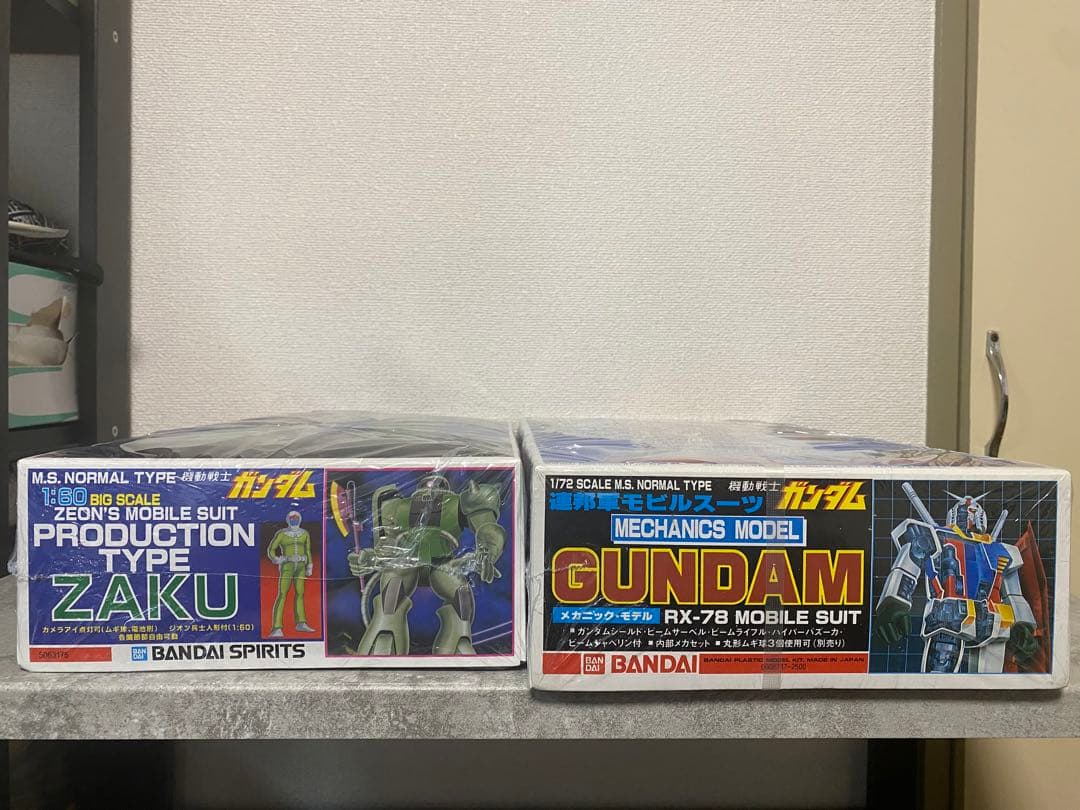 M.S. NORMAL TYPE 機動戦士 ガンダム
1:60 BIG SCALE
ZEON'S MOBILE SUIT
PRODUCTION
TYPE
ZAKU
カメラアイ点灯可(ムギ球、電池別) ジオン兵士人形付(1:60)
各関節部自由可動
5063176
BANDAI BANDAI SPIRITS
1/72 SCALE M.S. NORMAL TYPE 機動戦士 ガンダム
連邦軍モビルスーツ
MECHANICS MODEL
GUNDAM
メカニック・モデル RX-78 MOBILE SUIT
■ガンダムシールド・ビームサーベル・ビームライフル・ハイパーバズーカ・
ビームジャベリン付 ■内部メカセット ■丸形ムギ球3個使用可(別売り)
BANDAI BANDAI BANDAI PLASTIC MODEL KIT. MADE IN JAPAN